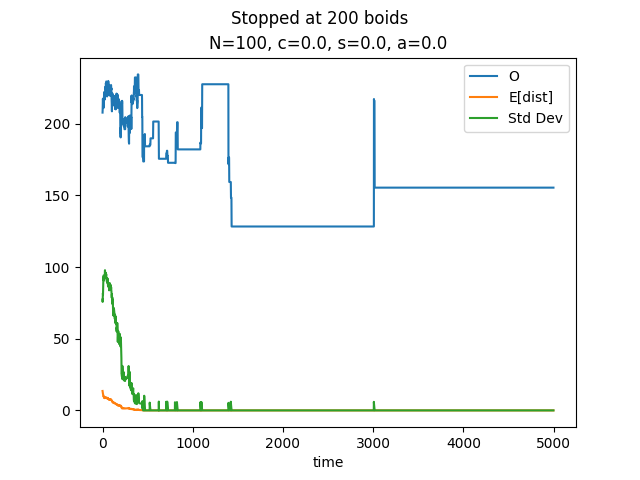 Stopped at 200 boids
N=100, c=0.0, s=0.0, a=0.0
O
E[dist]
Std Dev
200
150
100
50
0
0 1000 2000 3000 4000 5000
time